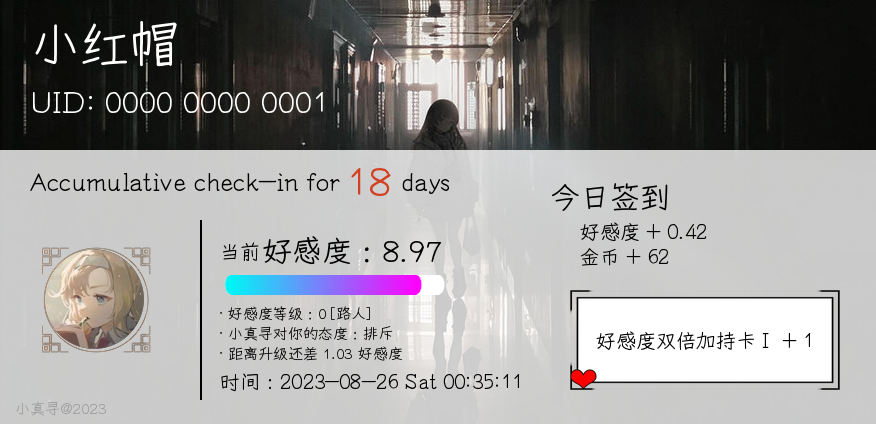 小红帽
UID: 0000 0000 0001
Accumulative check-in for 18 days
当前好感度：8.97
· 好感度等级：0 [路人]
· 小真寻对你的态度：排斥
· 距离升级还差 1.03 好感度
时间：2023-08-26 Sat 00:35:11
今日签到
好感度 + 0.42
金币 + 62
好感度双倍加持卡Ⅰ + 1
小真寻@2023